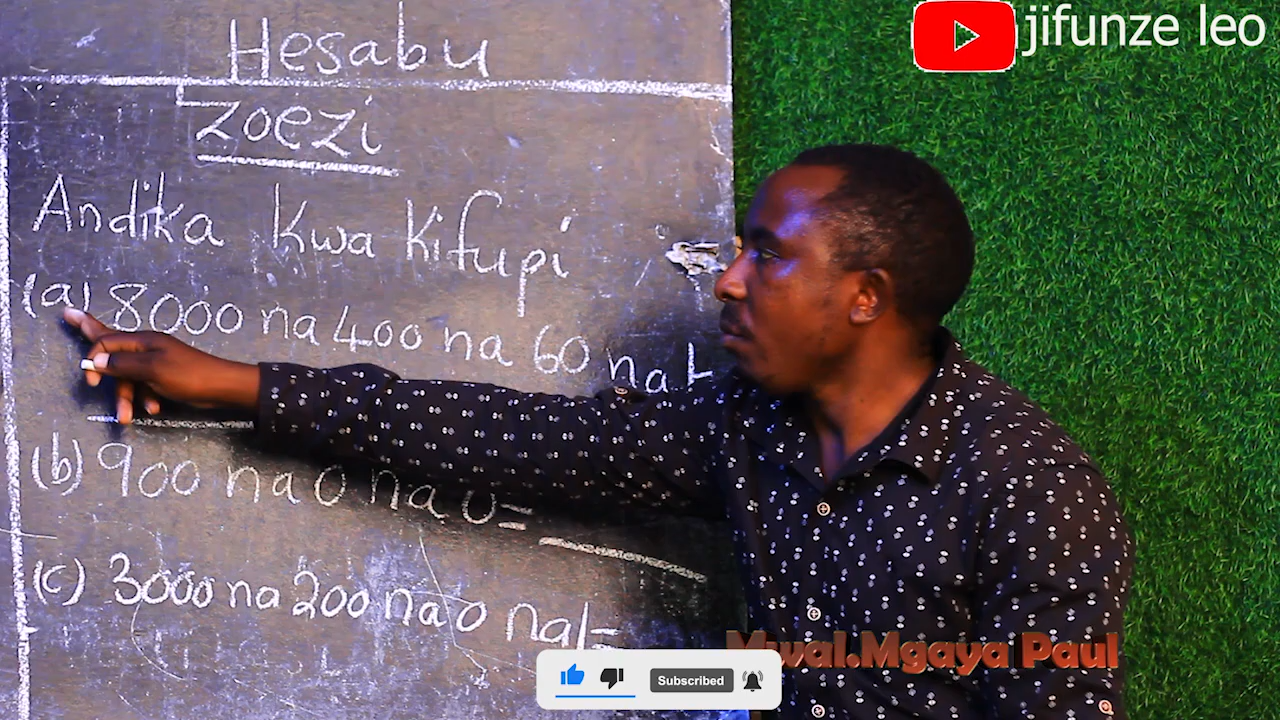 jifunze leo
Hesabu
Zoezi
Andika kwa kifupi
(a) 8000 na 400 na 60 na
(b) 900 na 0 na 0=
(c) 3000 na 200 na 0 na 1=
Mwal.Mgaya Paul
Subscribed